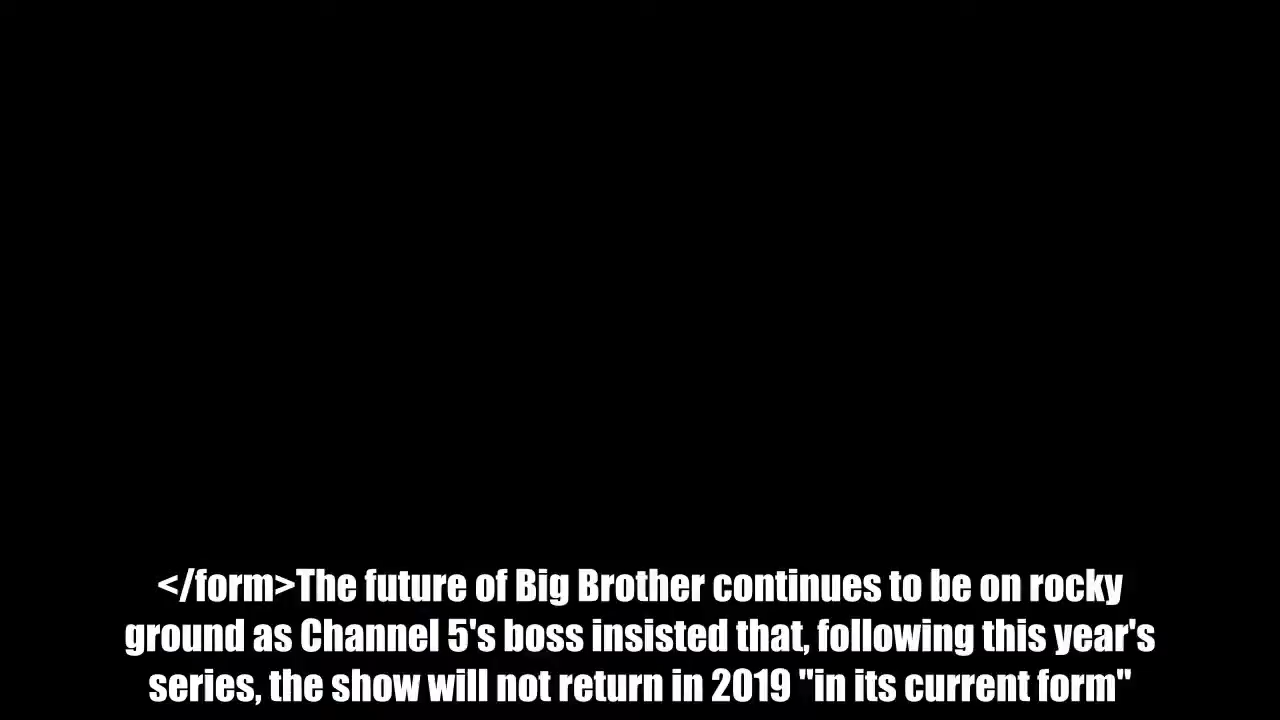 </form>The future of Big Brother continues to be on rocky
ground as Channel 5's boss insisted that, following this year's
series, the show will not return in 2019 "in its current form"